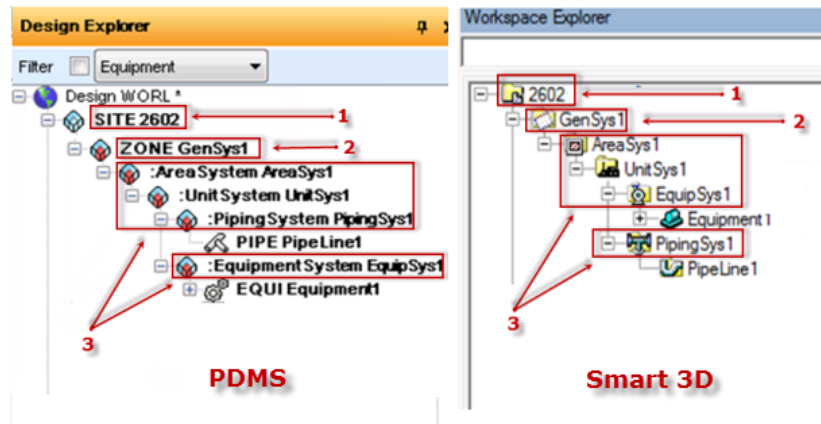 Design Explorer
Filter Equipment
Design WORL *
SITE 2602
1
ZONE GenSys1
2
:AreaSystem AreaSys1
:UnitSystem UnitSys1
:PipingSystem PipingSys1
PIPE PipeLine1
:EquipmentSystem EquipSys1
EQUI Equipment1
3
PDMS
Workspace Explorer
2602
1
GenSys1
2
AreaSys1
UnitSys1
EquipSys1
Equipment1
PipingSys1
PipeLine1
3
Smart 3D